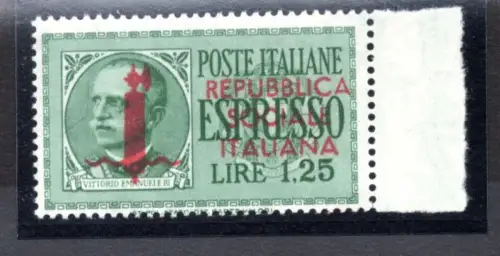 POSTE ITALIANE
REPUBBLICA
ESPRESSO
SOCIALE
ITALIANA
LIRE 1,25
VITTORIO EMANUELE III